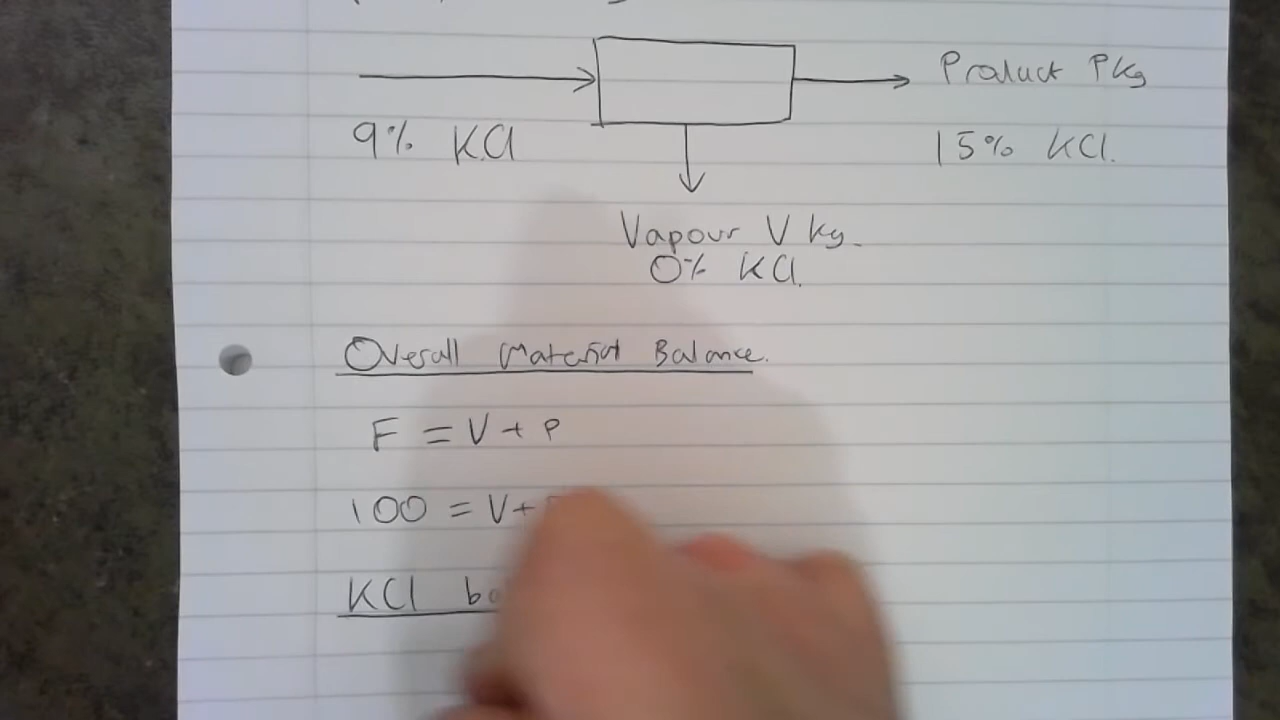 Product P kg
9% KCl
15% KCl.
Vapour V kg.
0% KCl.
Overall Material Balance.
F = V + P
100 = V +
KCl